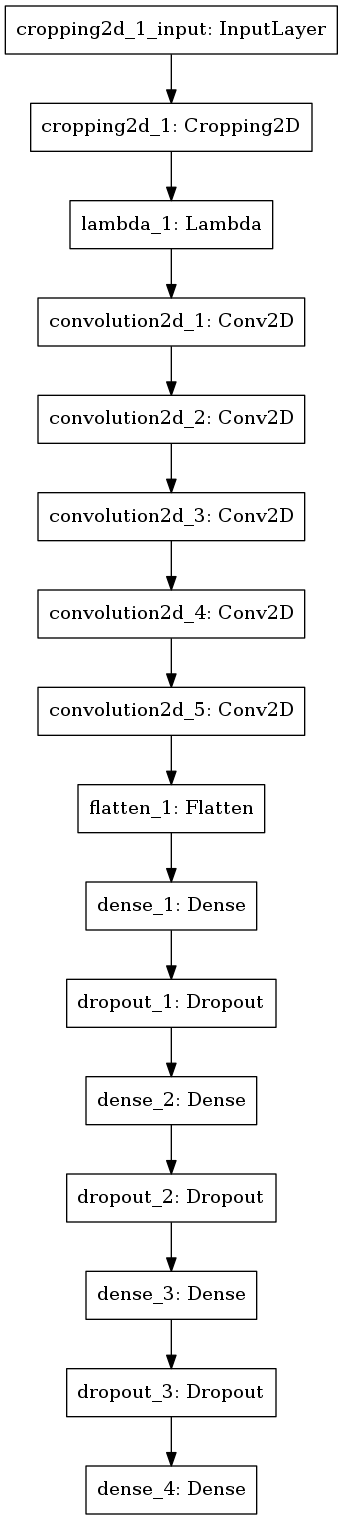 cropping2d_1_input: InputLayer
cropping2d_1: Cropping2D
lambda_1: Lambda
convolution2d_1: Conv2D
convolution2d_2: Conv2D
convolution2d_3: Conv2D
convolution2d_4: Conv2D
convolution2d_5: Conv2D
flatten_1: Flatten
dense_1: Dense
dropout_1: Dropout
dense_2: Dense
dropout_2: Dropout
dense_3: Dense
dropout_3: Dropout
dense_4: Dense